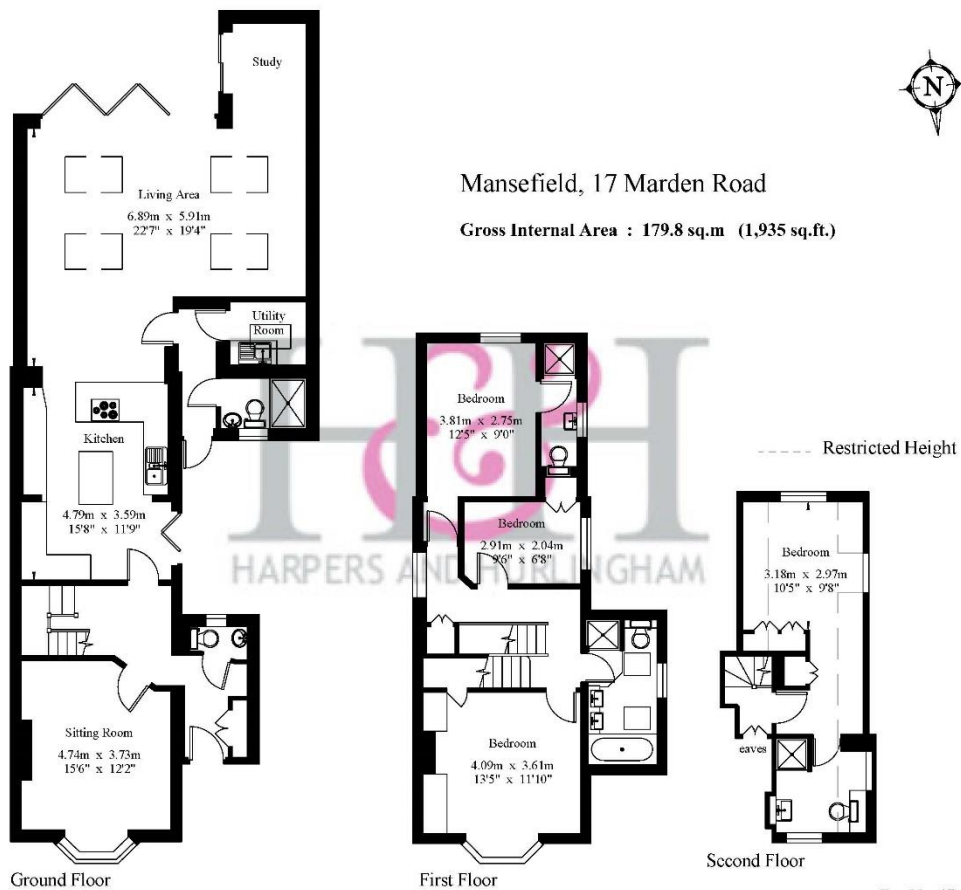 Study
N
Mansefield, 17 Marden Road
Gross Internal Area : 179.8 sq.m (1,935 sq.ft.)
Living Area
6.89m x 5.91m
22'7" x 19'4"
Utility
Room
Kitchen
4.79m x 3.59m
15'8" x 11'9"
Sitting Room
4.74m x 3.73m
15'6" x 12'2"
Ground Floor
H&H
HARPERS AND HURLINGHAM
Bedroom
3.81m x 2.75m
12'5" x 9'0"
Bedroom
2.91m x 2.04m
9'6" x 6'8"
Bedroom
4.09m x 3.61m
13'5" x 11'10"
First Floor
Restricted Height
Bedroom
3.18m x 2.97m
10'5" x 9'8"
eaves
Second Floor